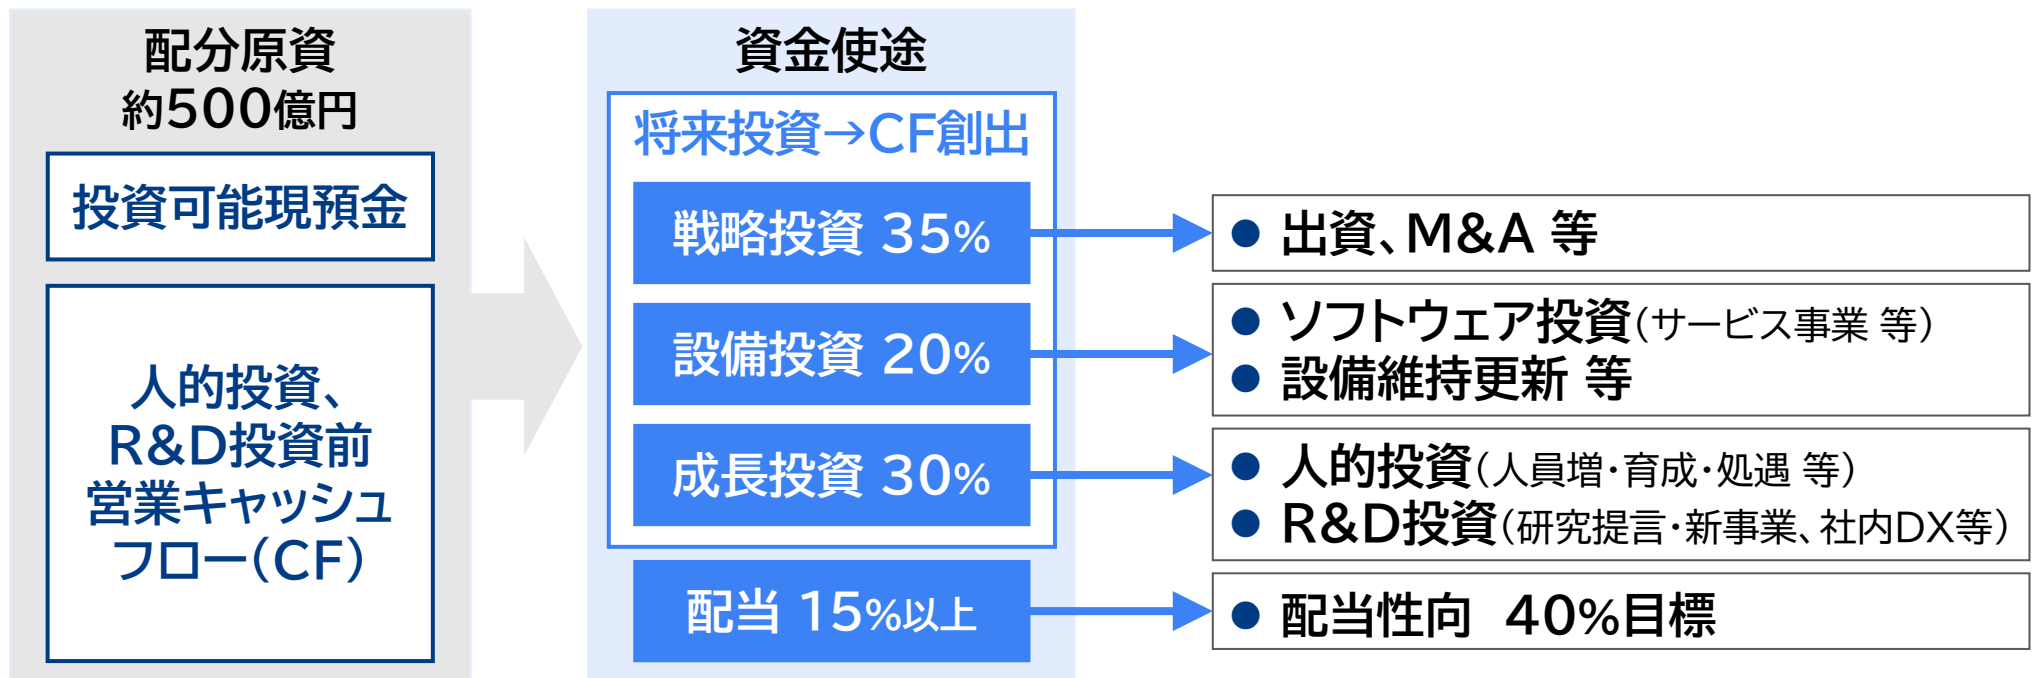 配分原資
約500億円
投資可能現預金
人的投資、
R&D投資前
営業キャッシュ
フロー(CF)
資金使途
将来投資→CF創出
戦略投資 35%
設備投資 20%
成長投資 30%
配当 15%以上
● 出資、M&A 等
● ソフトウェア投資(サービス事業 等)
● 設備維持更新 等
● 人的投資(人員増・育成・処遇 等)
● R&D投資(研究提言・新事業、社内DX等)
● 配当性向 40%目標